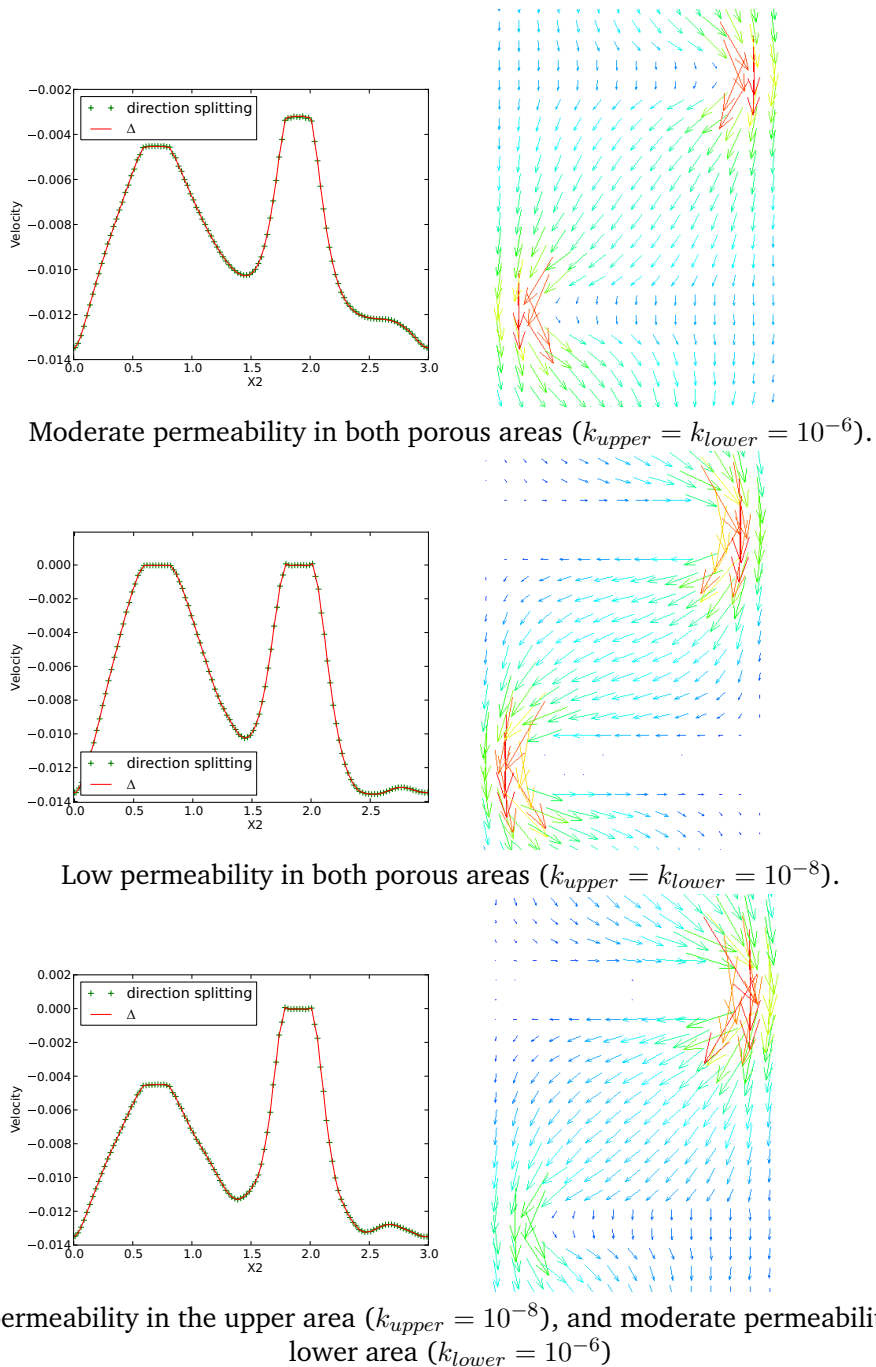 −0.002
−0.004
−0.006
−0.008
−0.010
−0.012
−0.014
Velocity
direction splitting
Δ
0.0 0.5 1.0 1.5 2.0 2.5 3.0
X2
Moderate permeability in both porous areas (k_upper = k_lower = 10^−6).
0.000
−0.002
−0.004
−0.006
−0.008
−0.010
−0.012
−0.014
Velocity
direction splitting
Δ
0.0 0.5 1.0 1.5 2.0 2.5
X2
Low permeability in both porous areas (k_upper = k_lower = 10^−8).
0.002
0.000
−0.002
−0.004
−0.006
−0.008
−0.010
−0.012
−0.014
Velocity
direction splitting
Δ
0.0 0.5 1.0 1.5 2.0 2.5 3.0
X2
ermeability in the upper area (k_upper = 10^−8), and moderate permeabili
lower area (k_lower = 10^−6)